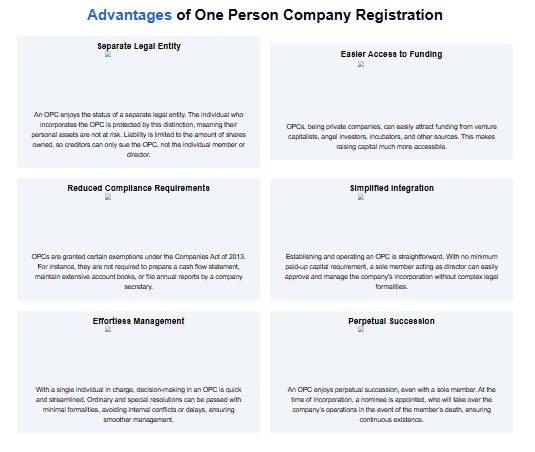 Advantages of One Person Company Registration
Separate Legal Entity
An OPC enjoys the status of a separate legal entity. The individual who
incorporates the OPC is protected by this distinction, meaning their
personal assets are not at risk. Liability is limited to the amount of shares
owned, so creditors can only sue the OPC, not the individual member or
director.
Easier Access to Funding
OPCs, being private companies, can easily attract funding from venture
capitalists, angel investors, incubators, and other sources. This makes
raising capital much more accessible.
Reduced Compliance Requirements
OPCs are granted certain exemptions under the Companies Act of 2013.
For instance, they are not required to prepare a cash flow statement,
maintain extensive account books, or file annual reports by a company
secretary.
Simplified Integration
Establishing and operating an OPC is straightforward. With no minimum
paid-up capital requirement, a sole member acting as director can easily
approve and manage the company's incorporation without complex legal
formalities.
Effortless Management
With a single individual in charge, decision-making in an OPC is quick
and streamlined. Ordinary and special resolutions can be passed with
minimal formalities, avoiding internal conflicts or delays, ensuring
smoother management.
Perpetual Succession
An OPC enjoys perpetual succession, even with a sole member. At the
time of incorporation, a nominee is appointed, who will take over the
company's operations in the event of the member's death, ensuring
continuous existence.